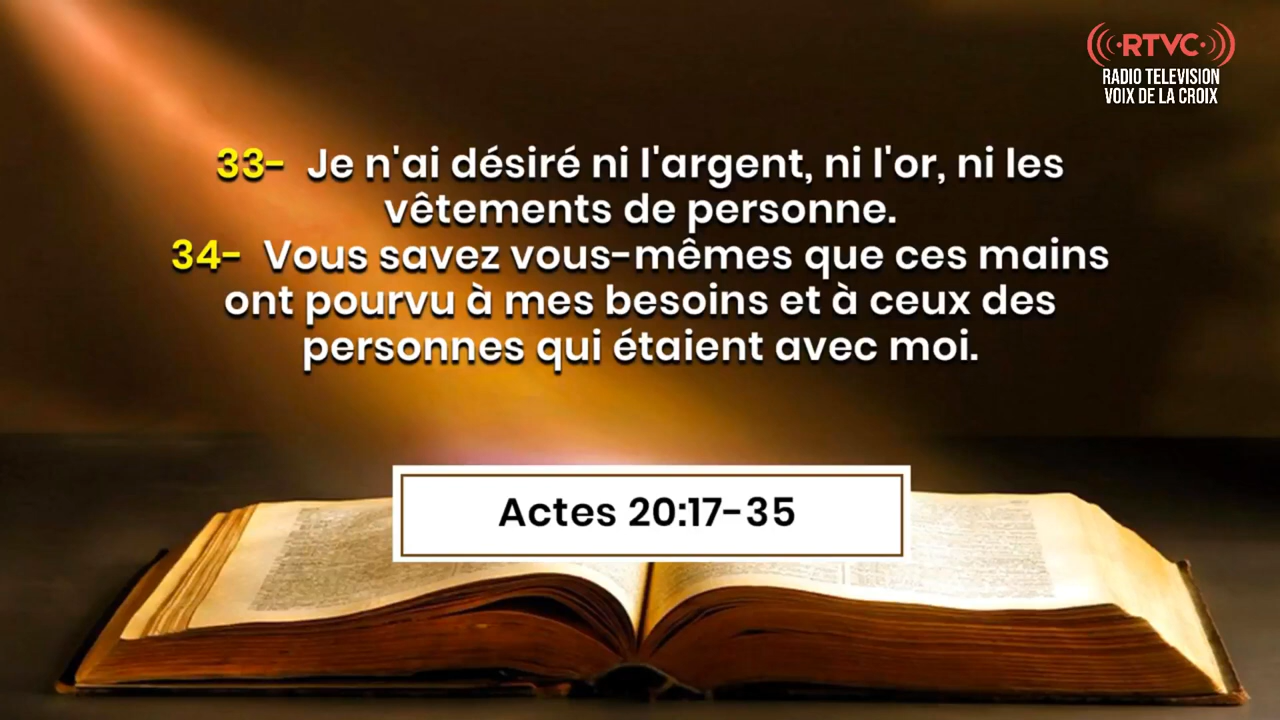 RTVC
RADIO TELEVISION
VOIX DE LA CROIX
33- Je n'ai désiré ni l'argent, ni l'or, ni les
vêtements de personne.
34- Vous savez vous-mêmes que ces mains
ont pourvu à mes besoins et à ceux des
personnes qui étaient avec moi.
Actes 20:17-35